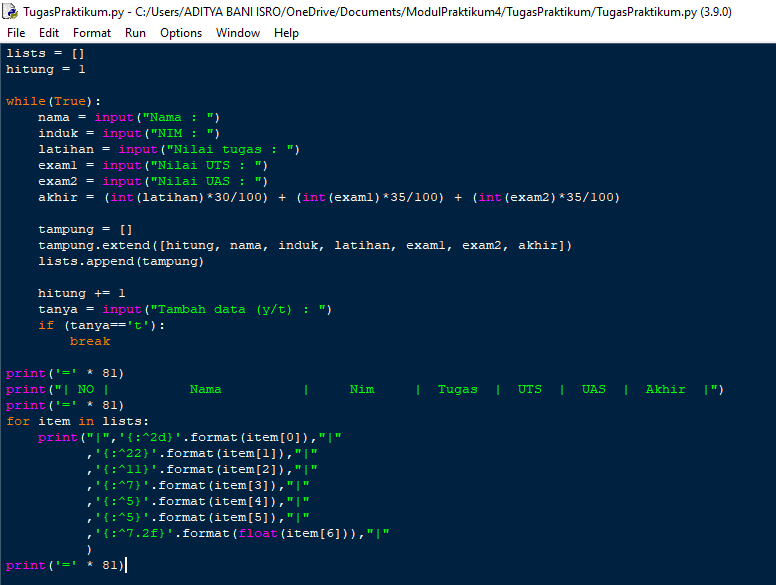 TugasPraktikum.py - C:/Users/ADITYA BANI ISRO/OneDrive/Documents/ModulPraktikum4/TugasPraktikum/TugasPraktikum.py (3.9.0)
File Edit Format Run Options Window Help
lists = []
hitung = 1

while(True):
    nama = input("Nama : ")
    induk = input("NIM : ")
    latihan = input("Nilai tugas : ")
    exam1 = input("Nilai UTS : ")
    exam2 = input("Nilai UAS : ")
    akhir = (int(latihan)*30/100) + (int(exam1)*35/100) + (int(exam2)*35/100)

    tampung = []
    tampung.extend([hitung, nama, induk, latihan, exam1, exam2, akhir])
    lists.append(tampung)

    hitung += 1
    tanya = input("Tambah data (y/t) : ")
    if (tanya=='t'):
        break

print('=' * 81)
print("| NO |          Nama          |     Nim     |  Tugas  |  UTS  |  UAS  |  Akhir  |")
print('=' * 81)
for item in lists:
    print("|",'{:^2d}'.format(item[0]),"|"
          ,'{:^22}'.format(item[1]),"|"
          ,'{:^11}'.format(item[2]),"|"
          ,'{:^7}'.format(item[3]),"|"
          ,'{:^5}'.format(item[4]),"|"
          ,'{:^5}'.format(item[5]),"|"
          ,'{:^7.2f}'.format(float(item[6])),"|"
          )
print('=' * 81)